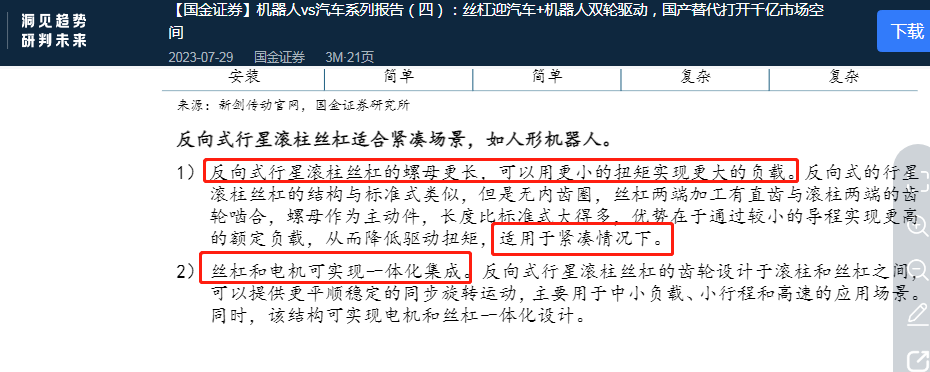 洞见趋势
研判未来
【国金证券】机器人vs汽车系列报告（四）：丝杠迎汽车+机器人双轮驱动，国产替代打开千亿市场空
间
2023-07-29 国金证券 3M·21页
下载
安装 简单 简单 复杂 复杂
来源：新剑传动官网，国金证券研究所
反向式行星滚柱丝杠适合紧凑场景，如人形机器人。
1） 反向式行星滚柱丝杠的螺母更长，可以用更小的扭矩实现更大的负载。反向式的行星
滚柱丝杠的结构与标准式类似，但是无内齿圈，丝杠两端加工有直齿与滚柱两端的齿
轮啮合，螺母作为主动件，长度比标准式大得多，优势在于通过较小的导程实现更高
的额定负载，从而降低驱动扭矩，适用于紧凑情况下。
2） 丝杠和电机可实现一体化集成。反向式行星滚柱丝杠的齿轮设计于滚柱和丝杠之间，
可以提供更平顺稳定的同步旋转运动，主要用于中小负载、小行程和高速的应用场景。
同时，该结构可实现电机和丝杠一体化设计。